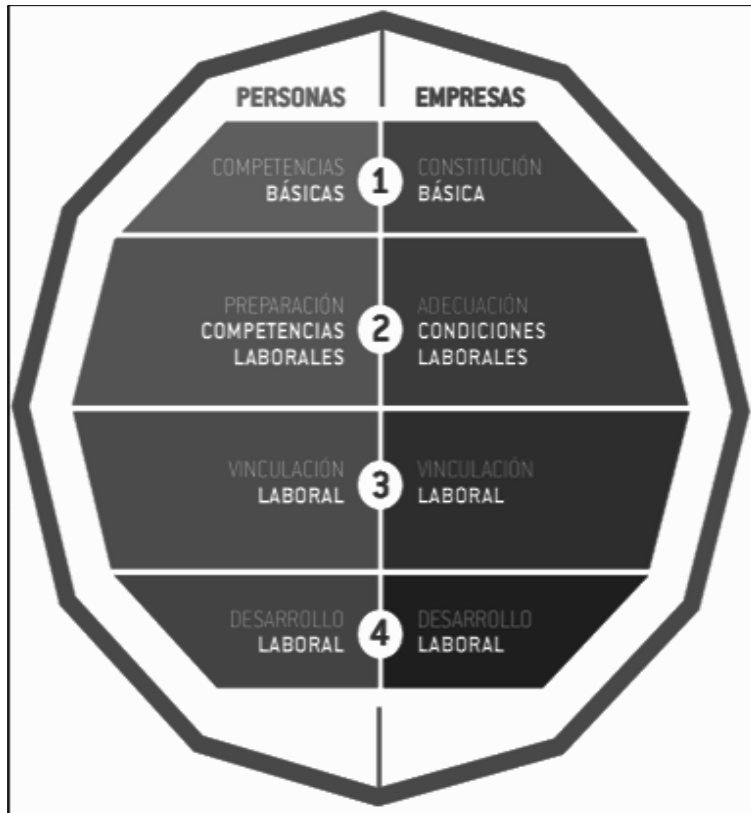 PERSONAS EMPRESAS
COMPETENCIAS
BÁSICAS
1
CONSTITUCIÓN
BÁSICA
PREPARACIÓN
COMPETENCIAS
LABORALES
2
ADECUACIÓN
CONDICIONES
LABORALES
VINCULACIÓN
LABORAL
3
VINCULACIÓN
LABORAL
DESARROLLO
LABORAL
4
DESARROLLO
LABORAL